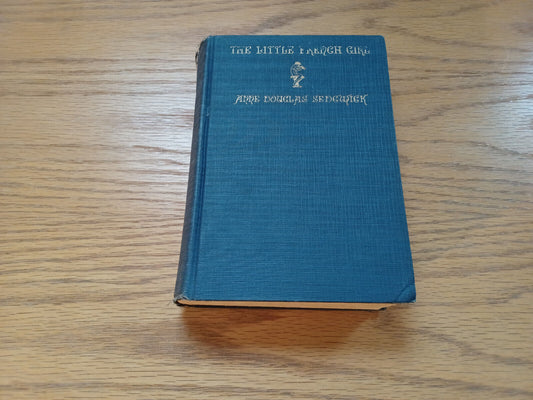 THE LITTLE FRENCH GIRL
ANNE DOUGLAS SEDGWICK